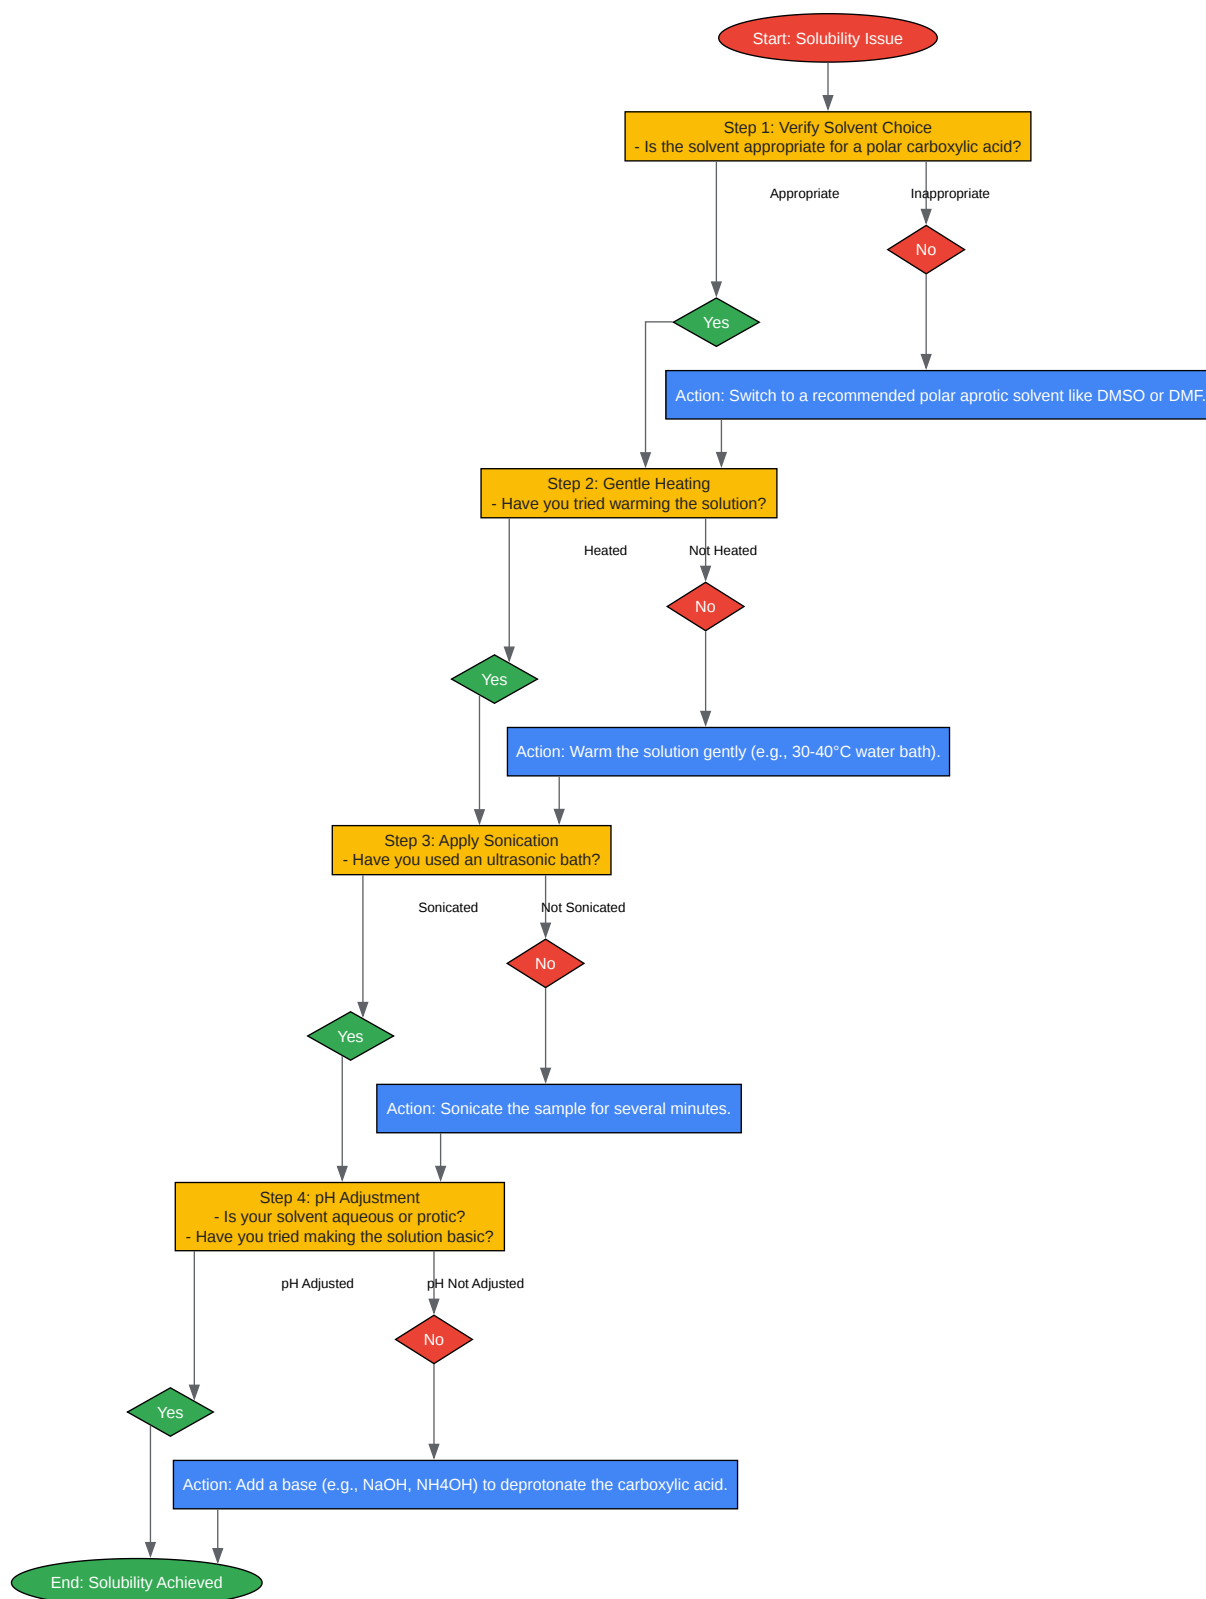 Start: Solubility Issue
Step 1: Verify Solvent Choice
- Is the solvent appropriate for a polar carboxylic acid?
Appropriate
Inappropriate
No
Yes
Action: Switch to a recommended polar aprotic solvent like DMSO or DMF.
Step 2: Gentle Heating
- Have you tried warming the solution?
Heated
Not Heated
No
Yes
Action: Warm the solution gently (e.g., 30-40°C water bath).
Step 3: Apply Sonication
- Have you used an ultrasonic bath?
Sonicated
Not Sonicated
No
Yes
Action: Sonicate the sample for several minutes.
Step 4: pH Adjustment
- Is your solvent aqueous or protic?
- Have you tried making the solution basic?
pH Adjusted
pH Not Adjusted
No
Yes
Action: Add a base (e.g., NaOH, NH4OH) to deprotonate the carboxylic acid.
End: Solubility Achieved